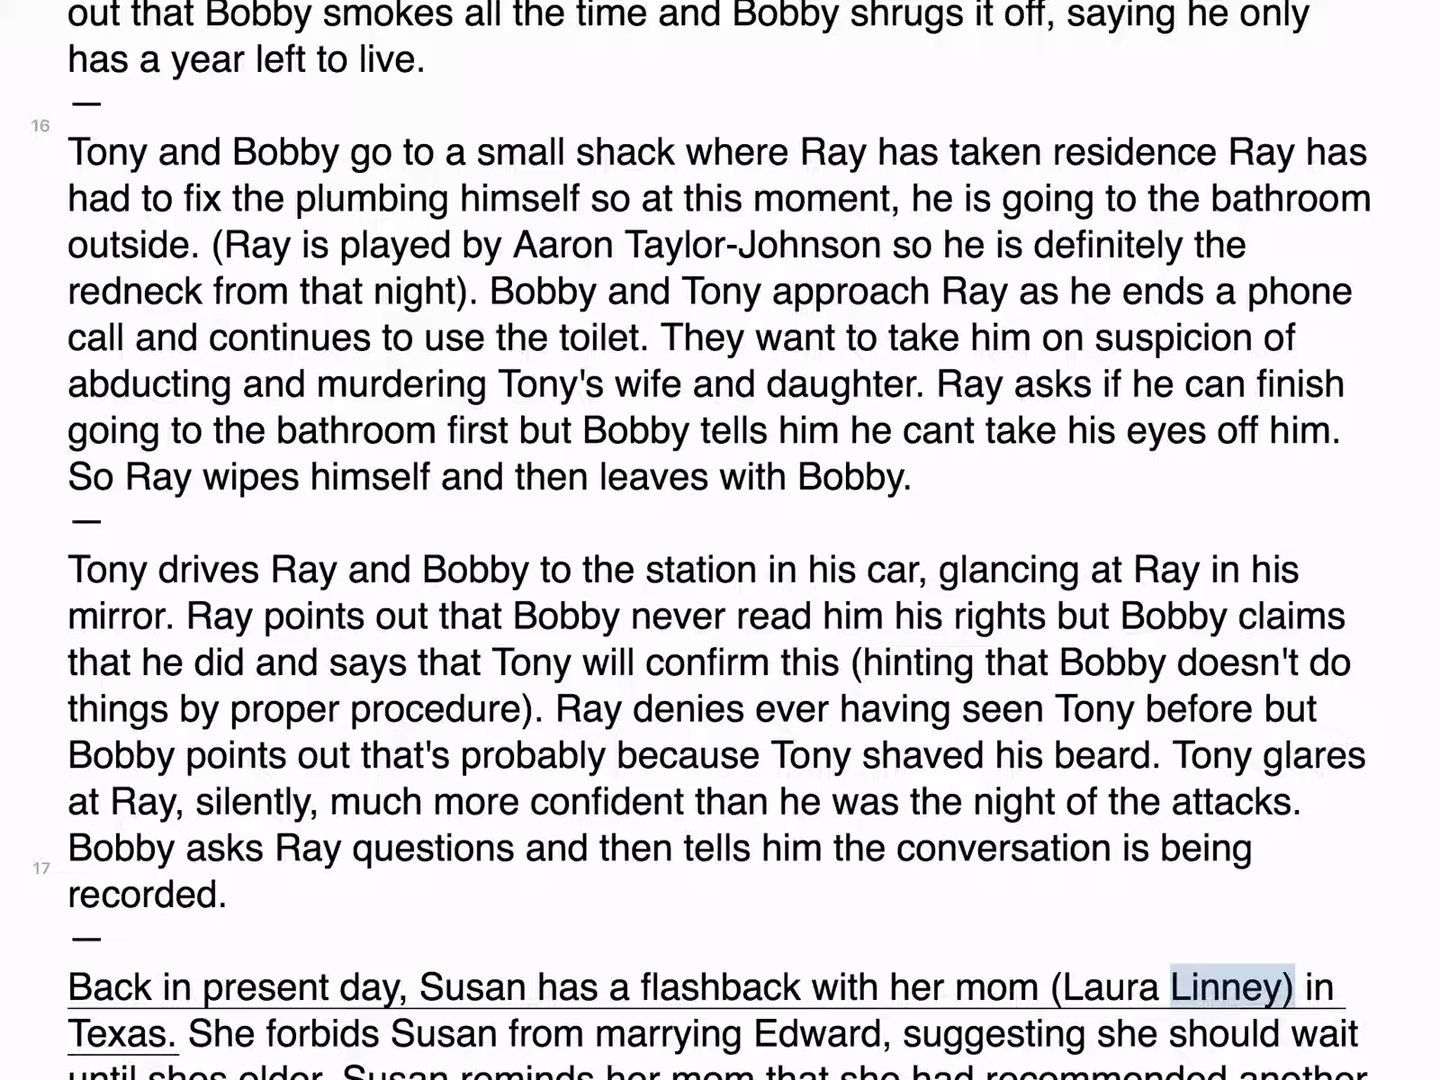 out that Bobby smokes all the time and Bobby shrugs it off, saying he only
has a year left to live.
—
16
Tony and Bobby go to a small shack where Ray has taken residence Ray has
had to fix the plumbing himself so at this moment, he is going to the bathroom
outside. (Ray is played by Aaron Taylor-Johnson so he is definitely the
redneck from that night). Bobby and Tony approach Ray as he ends a phone
call and continues to use the toilet. They want to take him on suspicion of
abducting and murdering Tony's wife and daughter. Ray asks if he can finish
going to the bathroom first but Bobby tells him he cant take his eyes off him.
So Ray wipes himself and then leaves with Bobby.
—
Tony drives Ray and Bobby to the station in his car, glancing at Ray in his
mirror. Ray points out that Bobby never read him his rights but Bobby claims
that he did and says that Tony will confirm this (hinting that Bobby doesn't do
things by proper procedure). Ray denies ever having seen Tony before but
Bobby points out that's probably because Tony shaved his beard. Tony glares
at Ray, silently, much more confident than he was the night of the attacks.
Bobby asks Ray questions and then tells him the conversation is being
17
recorded.
—
Back in present day, Susan has a flashback with her mom (Laura Linney) in
Texas. She forbids Susan from marrying Edward, suggesting she should wait
until shes older. Susan reminds her mom that she had recommended another